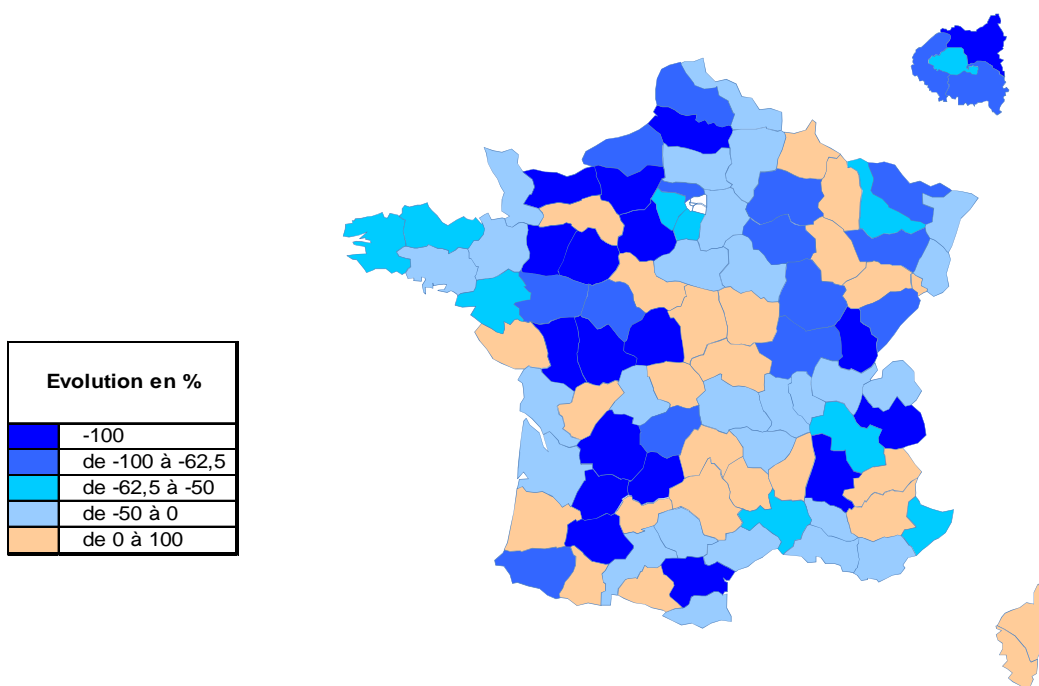 Evolution en %
-100
de -100 à -62,5
de -62,5 à -50
de -50 à 0
de 0 à 100